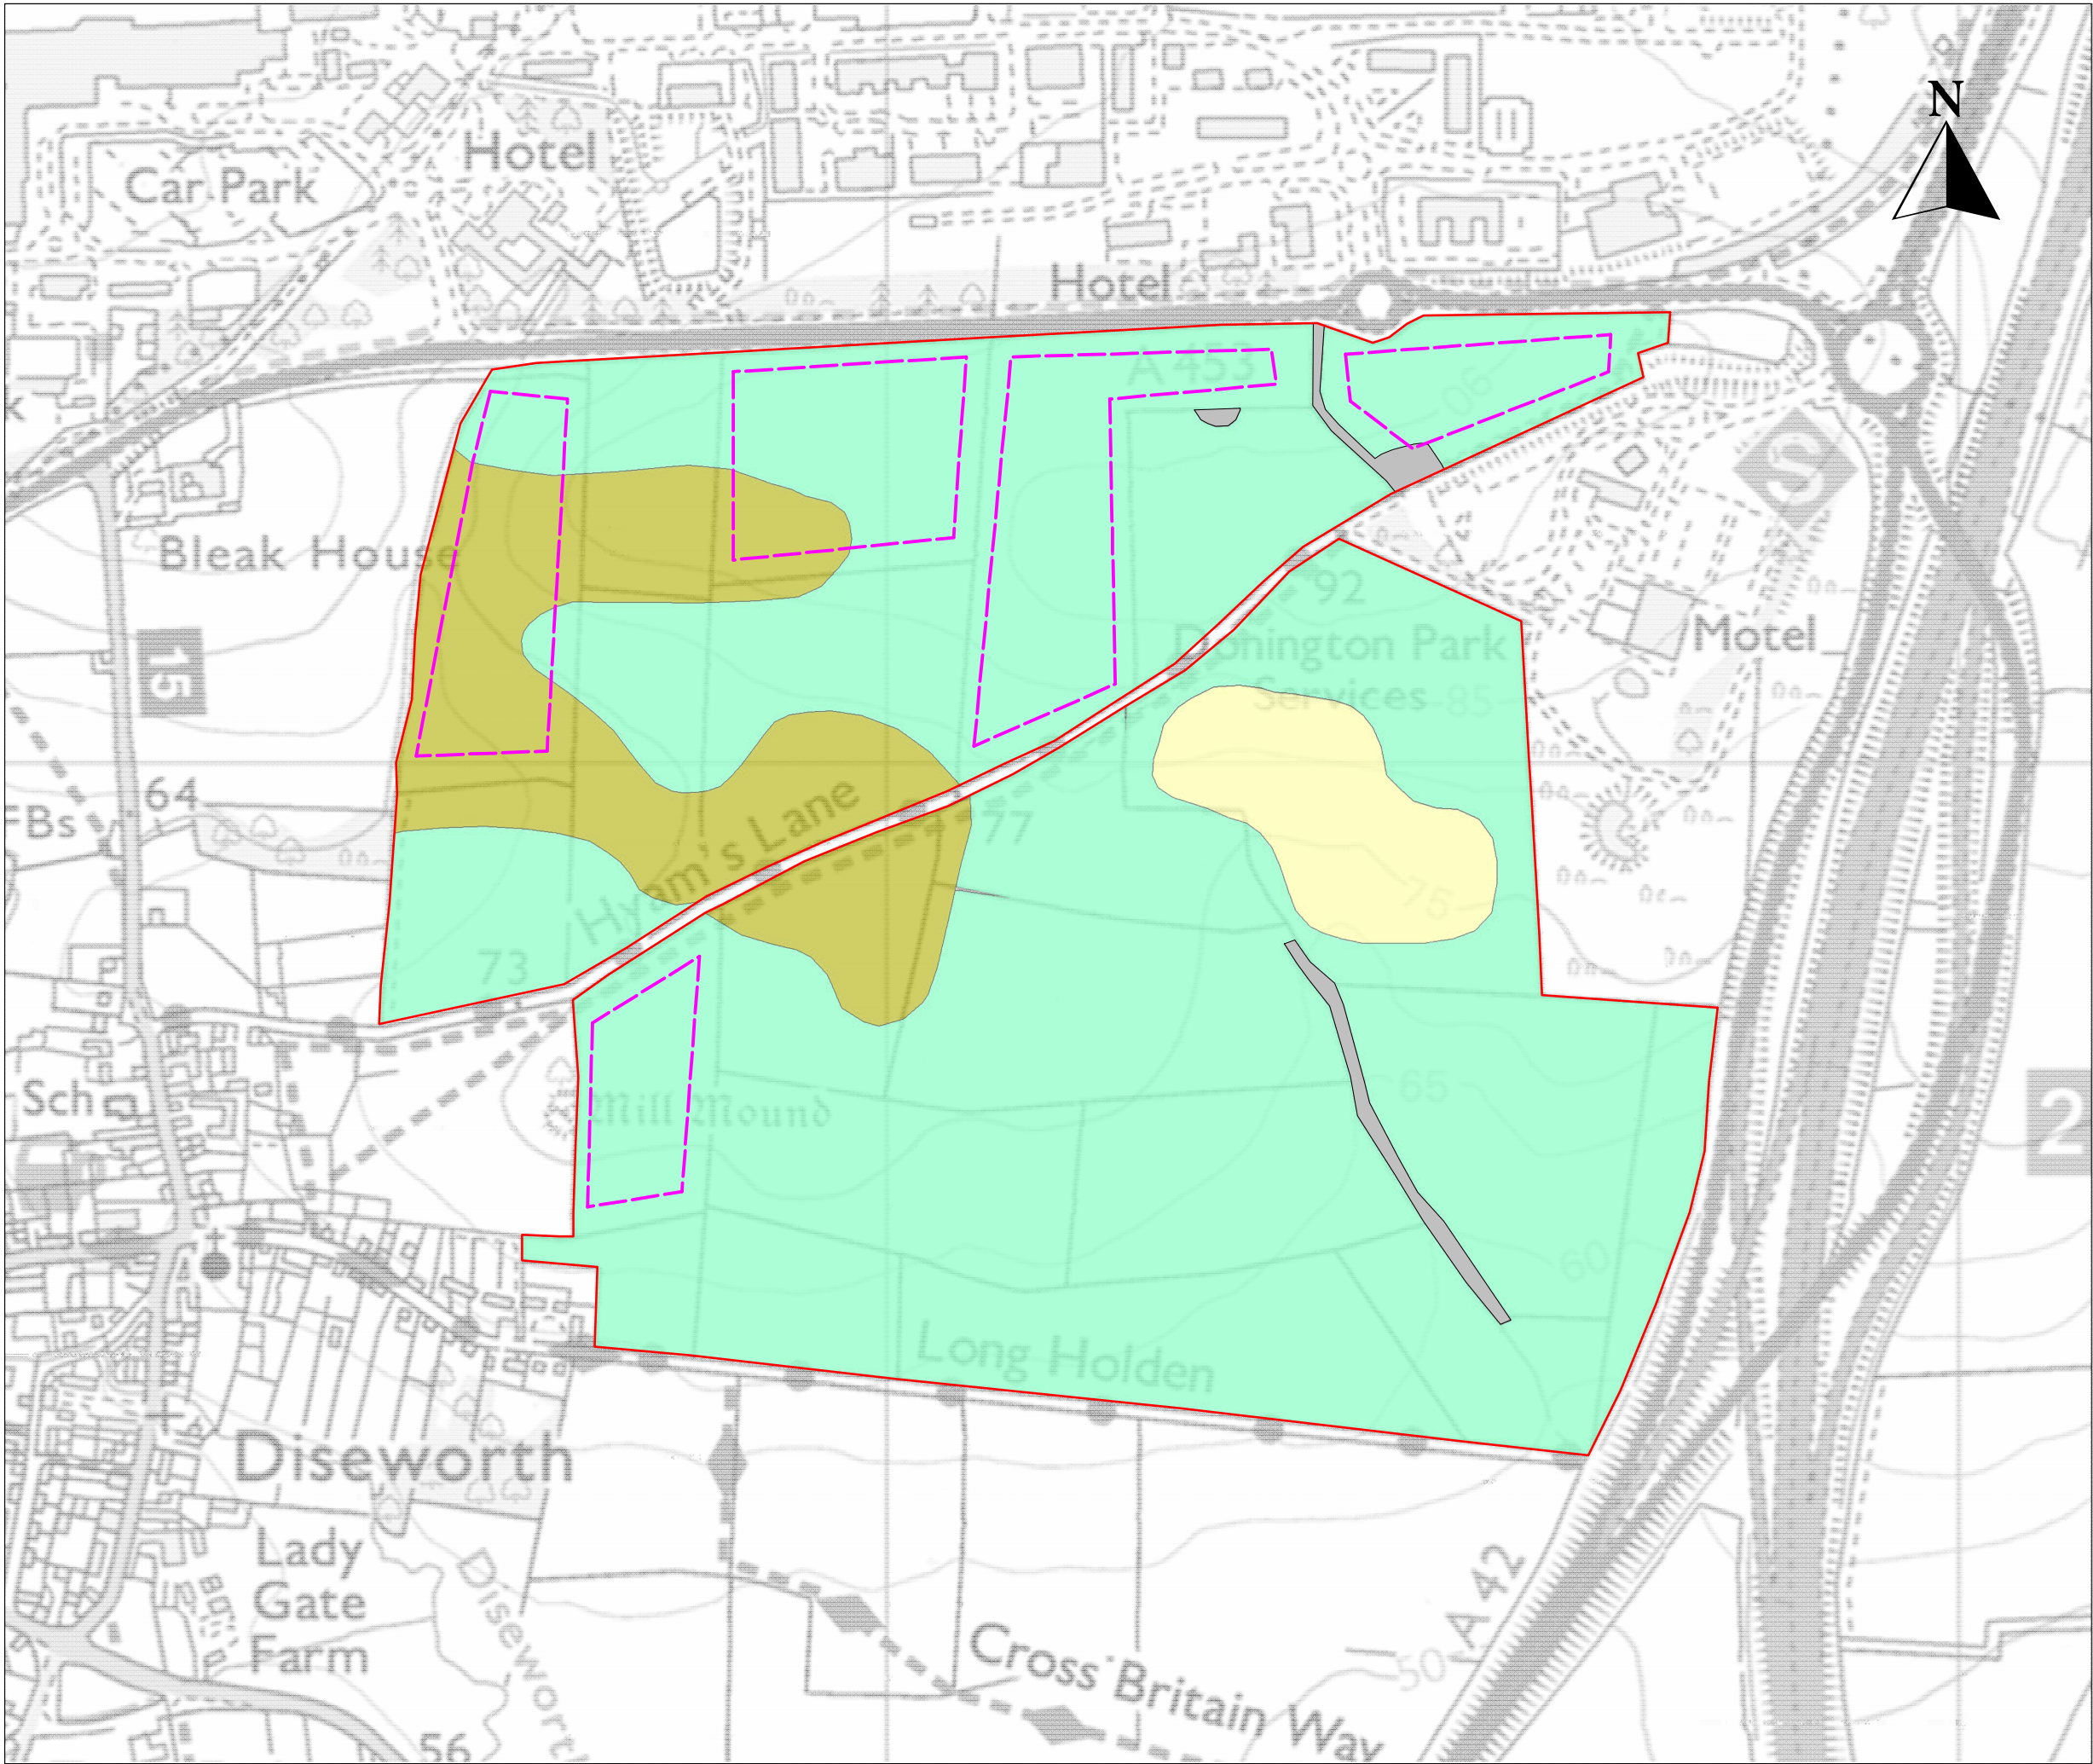 N
Hotel
Car Park
Hotel
A 453
90
Bleak House
92
Donington Park
Services
Motel
85
15
64
FBs
Hyam's Lane
77
75
73
Sch
Mill Mound
65
2
60
Long Holden
Diseworth
Lady
Gate
Farm
Diseworth
A 42
50
Cross Britain Way
56